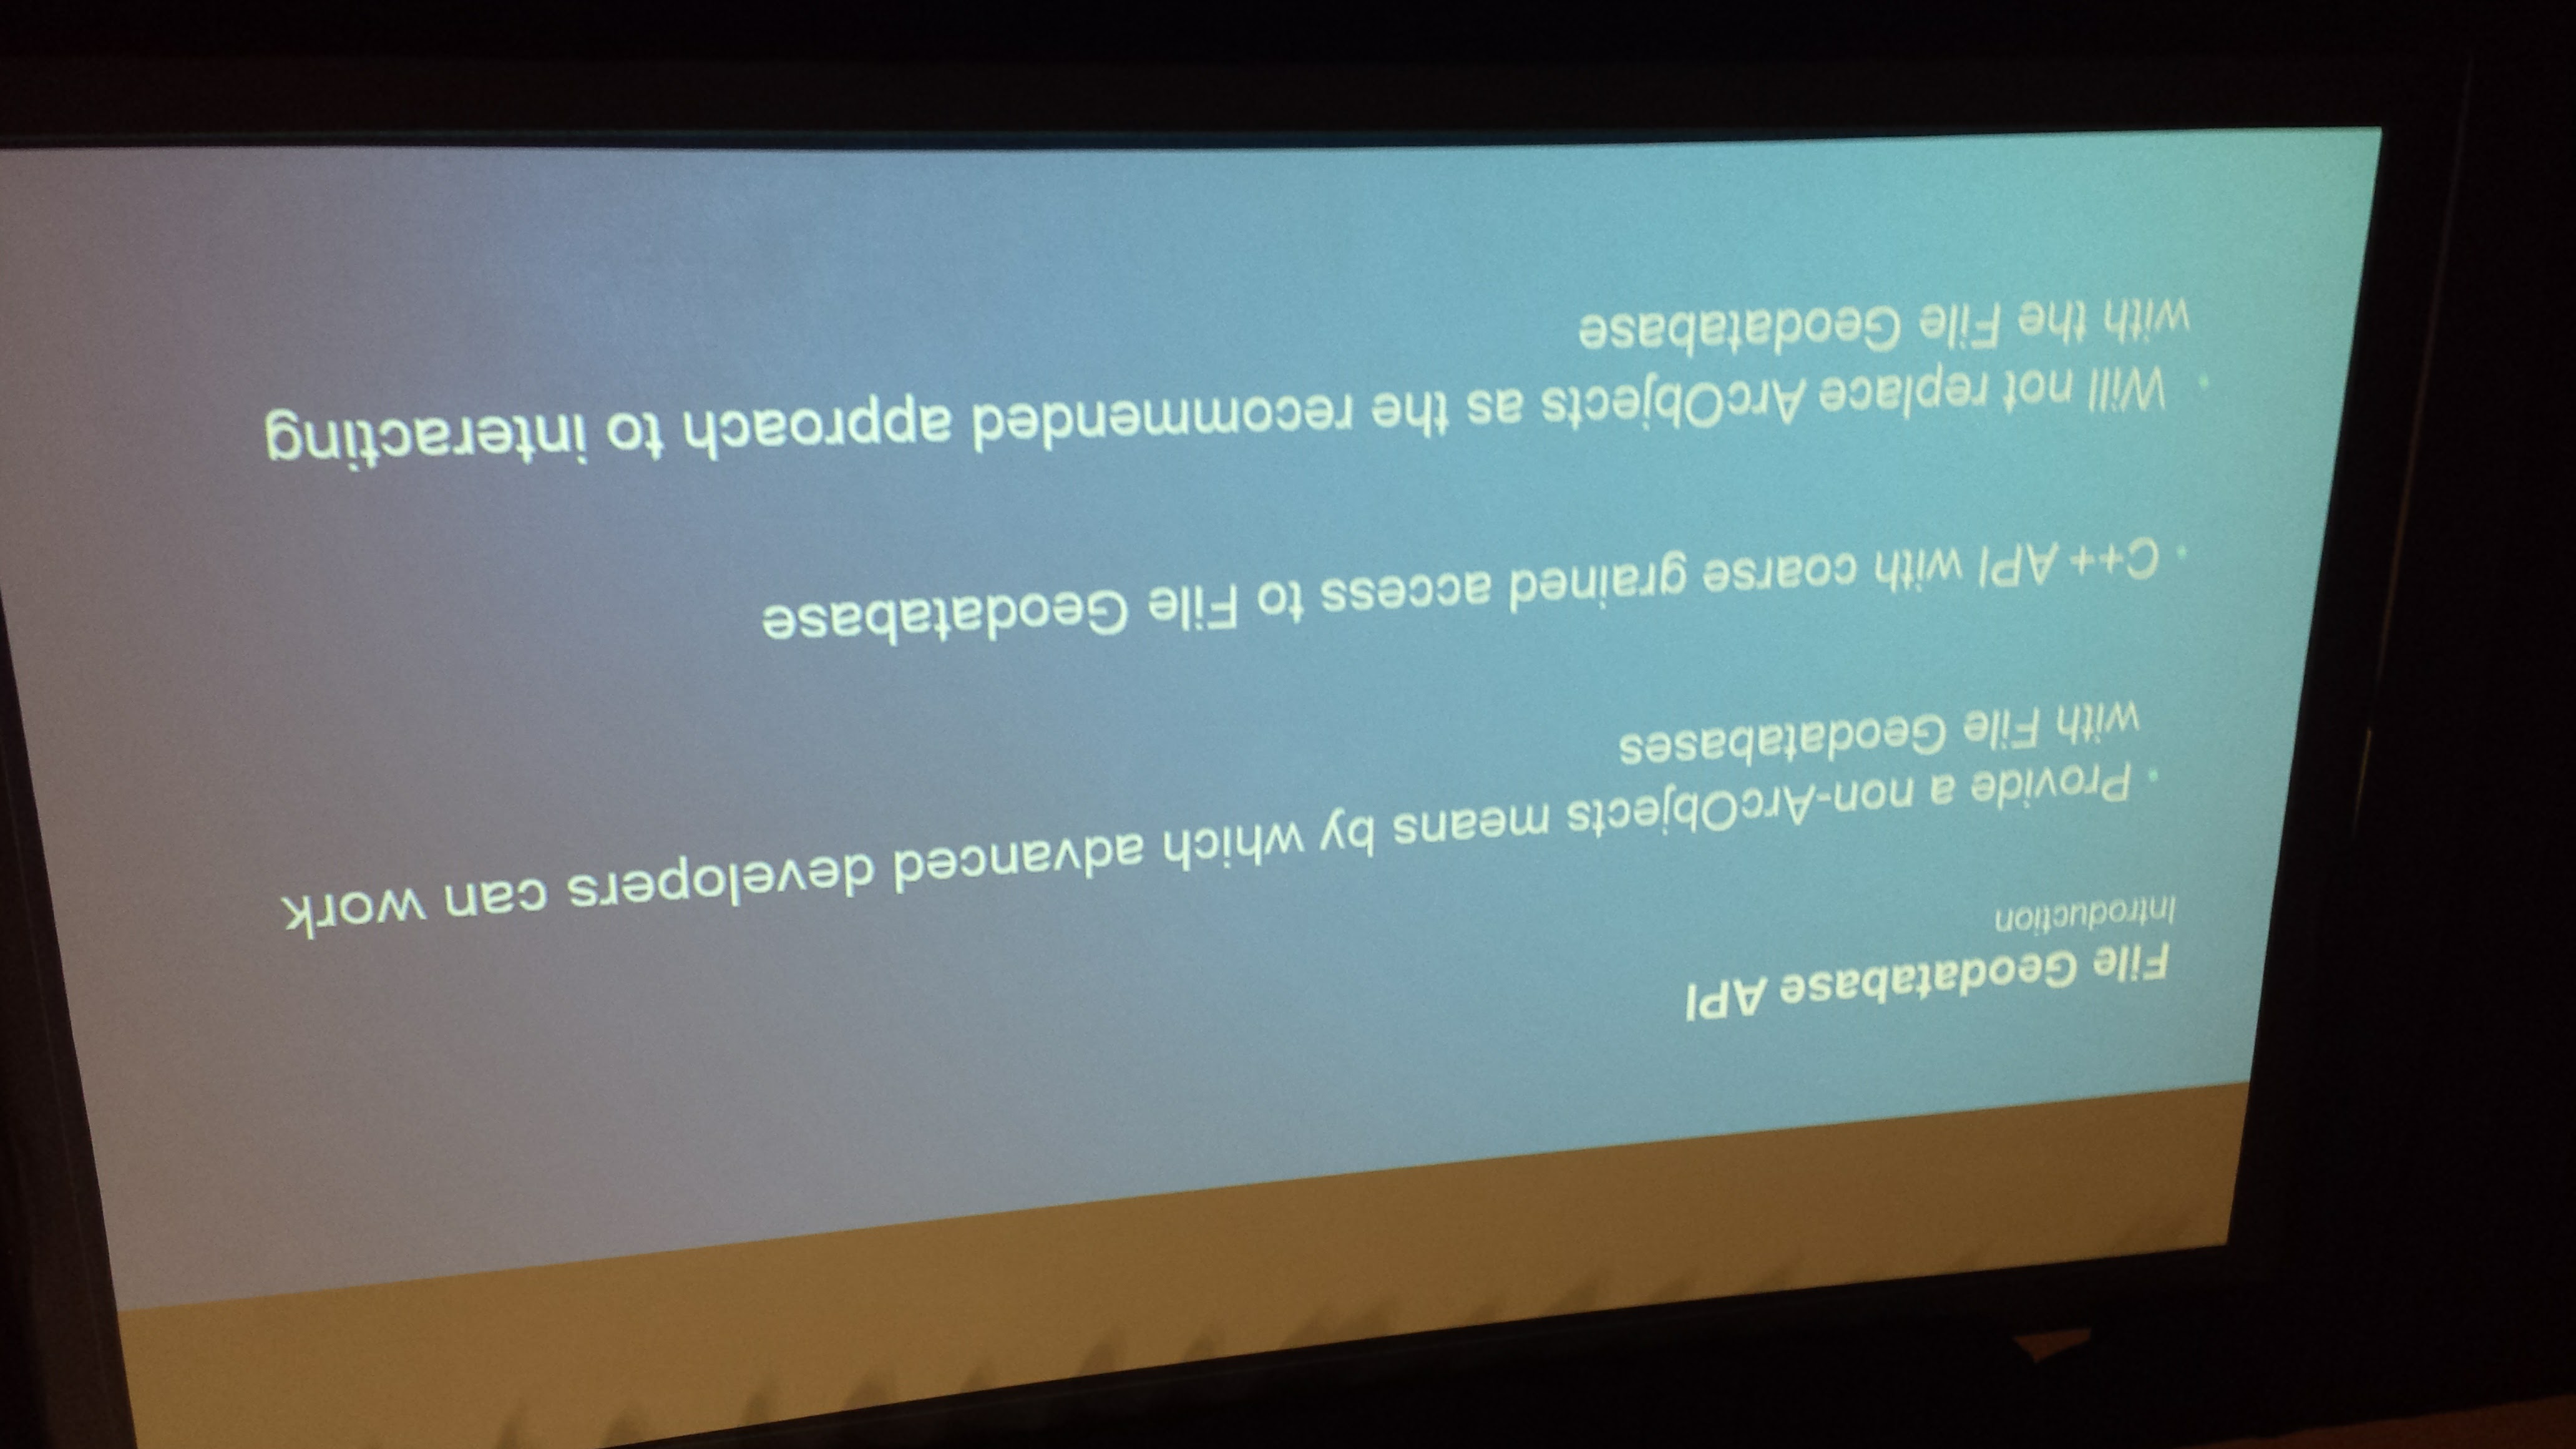 File Geodatabase API
Introduction
· Provide a non-ArcObjects means by which advanced developers can work
with File Geodatabases
· C++ API with coarse grained access to File Geodatabase
· Will not replace ArcObjects as the recommended approach to interacting
with the File Geodatabase